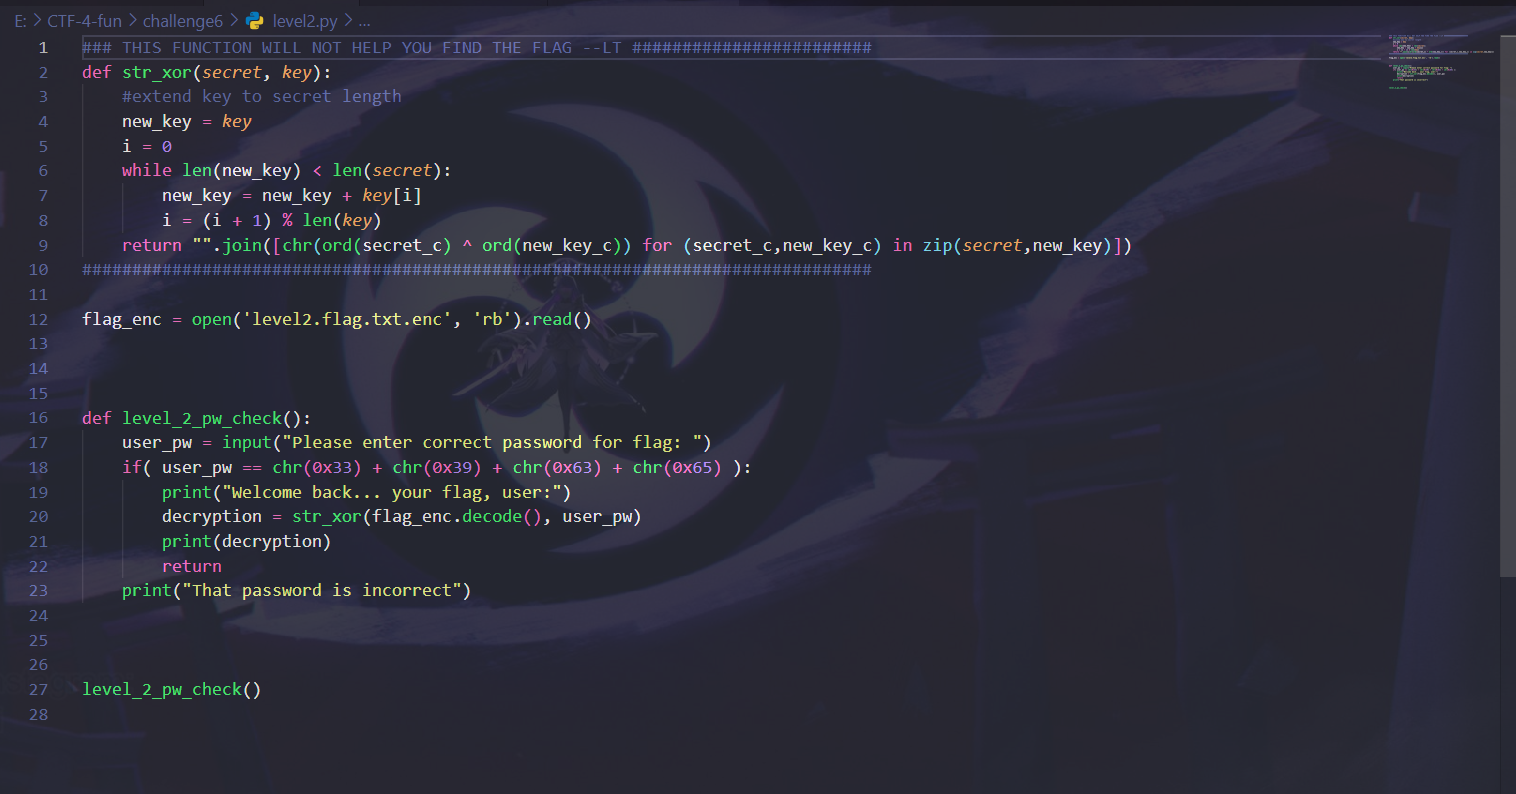 E: > CTF-4-fun > challenge6 > level2.py > ...
1 ### THIS FUNCTION WILL NOT HELP YOU FIND THE FLAG --LT ########################
2 def str_xor(secret, key):
3     #extend key to secret length
4     new_key = key
5     i = 0
6     while len(new_key) < len(secret):
7         new_key = new_key + key[i]
8         i = (i + 1) % len(key)
9     return "".join([chr(ord(secret_c) ^ ord(new_key_c)) for (secret_c,new_key_c) in zip(secret,new_key)])
10 ###############################################################################
11
12 flag_enc = open('level2.flag.txt.enc', 'rb').read()
13
14
15
16 def level_2_pw_check():
17     user_pw = input("Please enter correct password for flag: ")
18     if( user_pw == chr(0x33) + chr(0x39) + chr(0x63) + chr(0x65) ):
19         print("Welcome back... your flag, user:")
20         decryption = str_xor(flag_enc.decode(), user_pw)
21         print(decryption)
22         return
23     print("That password is incorrect")
24
25
26
27 level_2_pw_check()
28